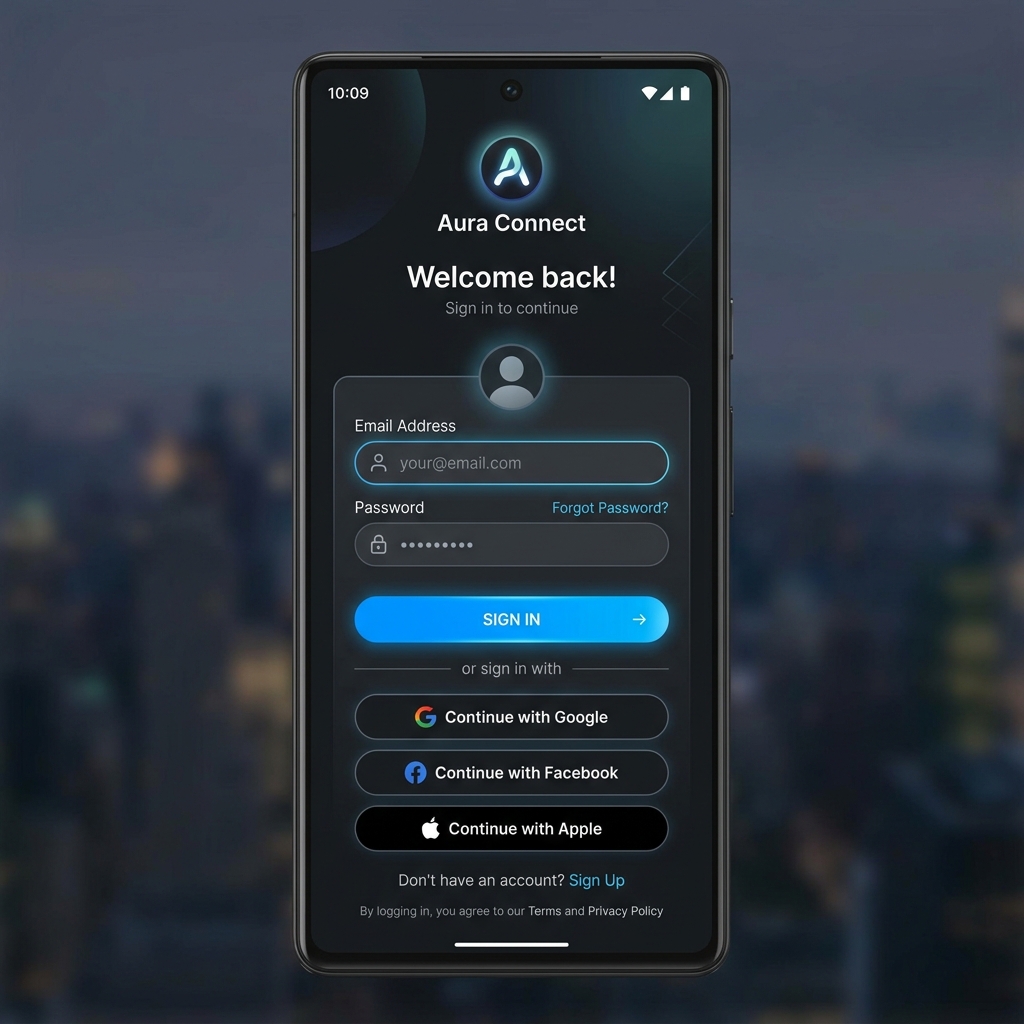 10:09
Aura Connect
Welcome back!
Sign in to continue
Email Address
your@email.com
Password Forgot Password?
SIGN IN
or sign in with
Continue with Google
Continue with Facebook
Continue with Apple
Don't have an account? Sign Up
By logging in, you agree to our Terms and Privacy Policy